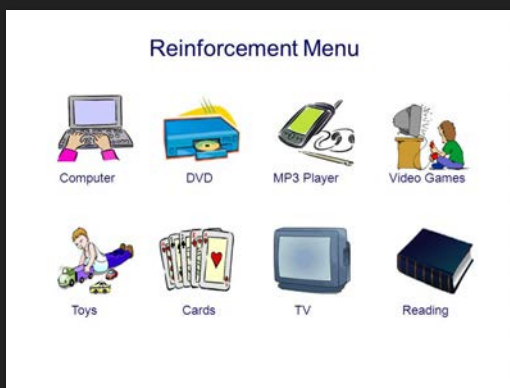 Reinforcement Menu
Computer DVD MP3 Player Video Games
Toys Cards TV Reading